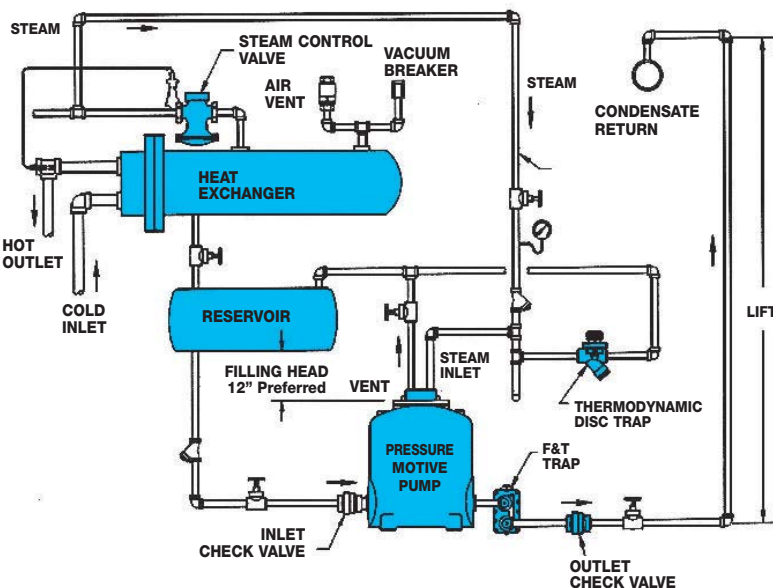 STEAM
STEAM CONTROL
VALVE
AIR
VENT
VACUUM
BREAKER
STEAM
CONDENSATE
RETURN
HEAT
EXCHANGER
HOT
OUTLET
COLD
INLET
RESERVOIR
LIFT
FILLING HEAD
12" Preferred
VENT
STEAM
INLET
THERMODYNAMIC
DISC TRAP
PRESSURE
MOTIVE
PUMP
F&T
TRAP
INLET
CHECK VALVE
OUTLET
CHECK VALVE